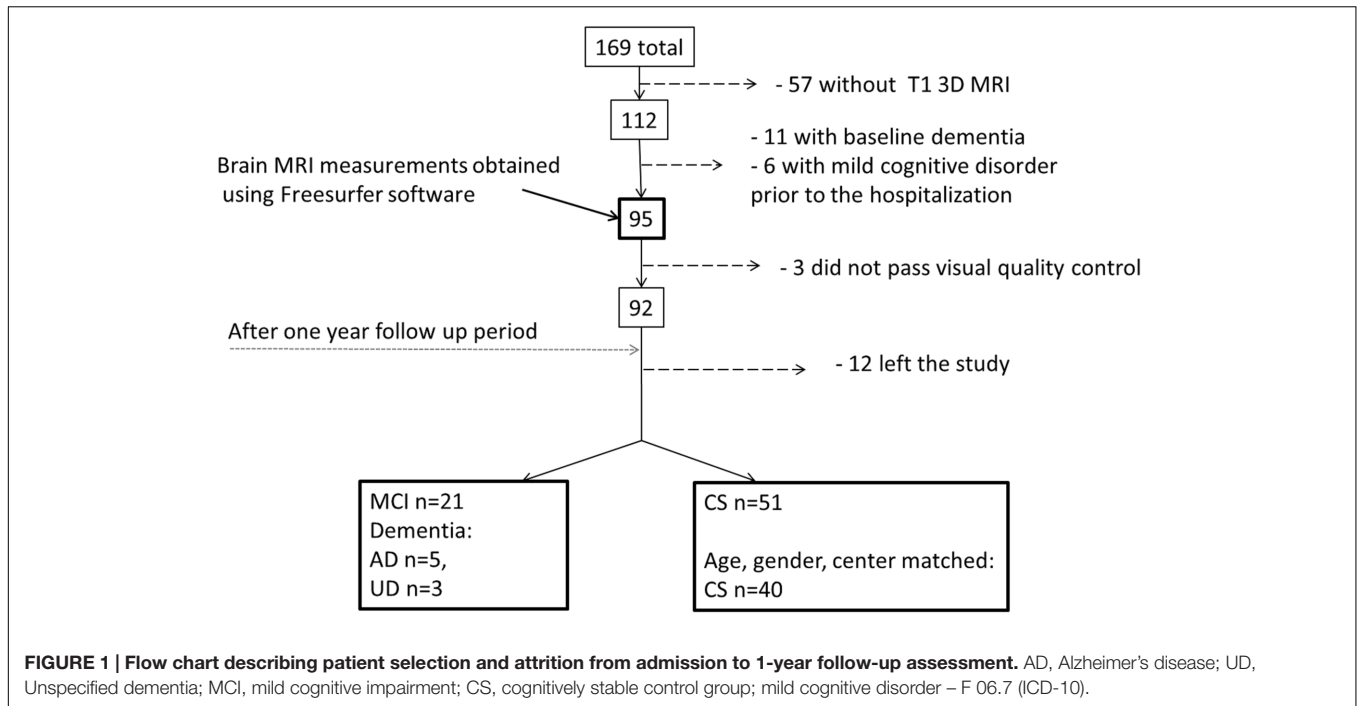 169 total
- 57 without T1 3D MRI
112
- 11 with baseline dementia
- 6 with mild cognitive disorder
prior to the hospitalization
Brain MRI measurements obtained
using Freesurfer software
95
- 3 did not pass visual quality control
92
After one year follow up period
- 12 left the study
MCI n=21
Dementia:
AD n=5,
UD n=3
CS n=51
Age, gender, center matched:
CS n=40
FIGURE 1 | Flow chart describing patient selection and attrition from admission to 1-year follow-up assessment. AD, Alzheimer's disease; UD,
Unspecified dementia; MCI, mild cognitive impairment; CS, cognitively stable control group; mild cognitive disorder – F 06.7 (ICD-10).